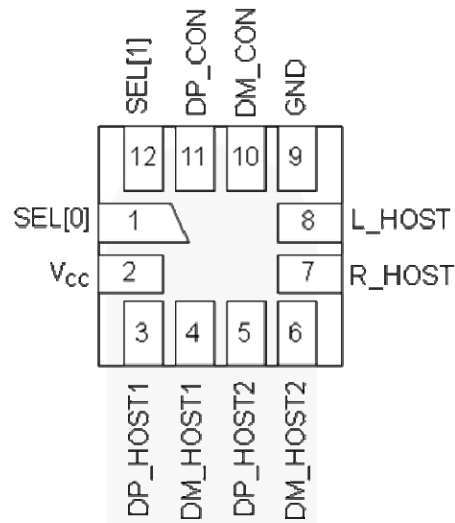 SEL[1]
DP_CON
DM_CON
GND
12
11
10
9
SEL[0]
1
8
L_HOST
Vcc
2
7
R_HOST
3
4
5
6
DP_HOST1
DM_HOST1
DP_HOST2
DM_HOST2